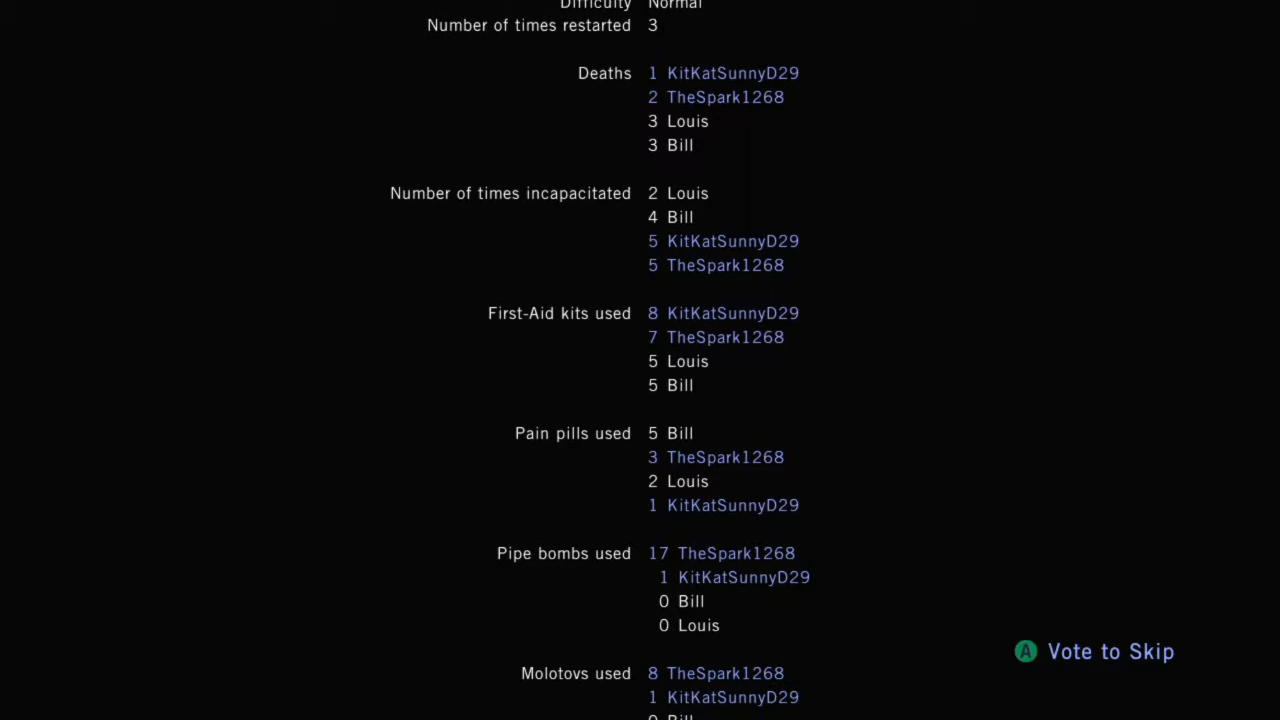 Difficulty Normal
Number of times restarted 3
Deaths 1 KitKatSunnyD29
2 TheSpark1268
3 Louis
3 Bill
Number of times incapacitated 2 Louis
4 Bill
5 KitKatSunnyD29
5 TheSpark1268
First-Aid kits used 8 KitKatSunnyD29
7 TheSpark1268
5 Louis
5 Bill
Pain pills used 5 Bill
3 TheSpark1268
2 Louis
1 KitKatSunnyD29
Pipe bombs used 17 TheSpark1268
1 KitKatSunnyD29
0 Bill
0 Louis
A Vote to Skip
Molotovs used 8 TheSpark1268
1 KitKatSunnyD29
0 Bill